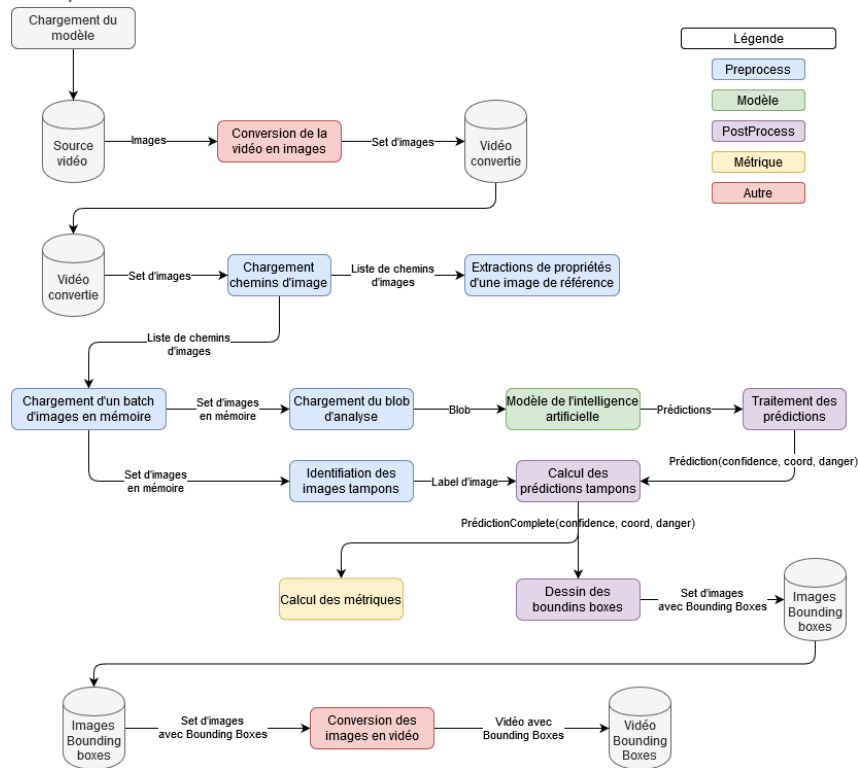 Chargement du
modèle
Légende
Preprocess
Modèle
PostProcess
Métrique
Autre
Source
vidéo
Images
Conversion de la
vidéo en images
Set d'images
Vidéo
convertie
Vidéo
convertie
Set d'images
Chargement
chemins d'image
Liste de chemins
d'images
Extractions de propriétés
d'une image de référence
Liste de chemins
d'images
Chargement d'un batch
d'images en mémoire
Set d'images
en mémoire
Chargement du blob
d'analyse
Blob
Modèle de l'intelligence
artificielle
Prédictions
Traitement des
prédictions
Prédiction(confidence, coord, danger)
Set d'images
en mémoire
Identifiation des
images tampons
Label d'image
Calcul des
prédictions tampons
PrédictionComplete(confidence, coord, danger)
Calcul des métriques
Dessin des
boundins boxes
Set d'images
avec Bounding Boxes
Images
Bounding
boxes
Images
Bounding
boxes
Set d'images
avec Bounding Boxes
Conversion des
images en vidéo
Vidéo avec
Bounding Boxes
Vidéo
Bounding
Boxes